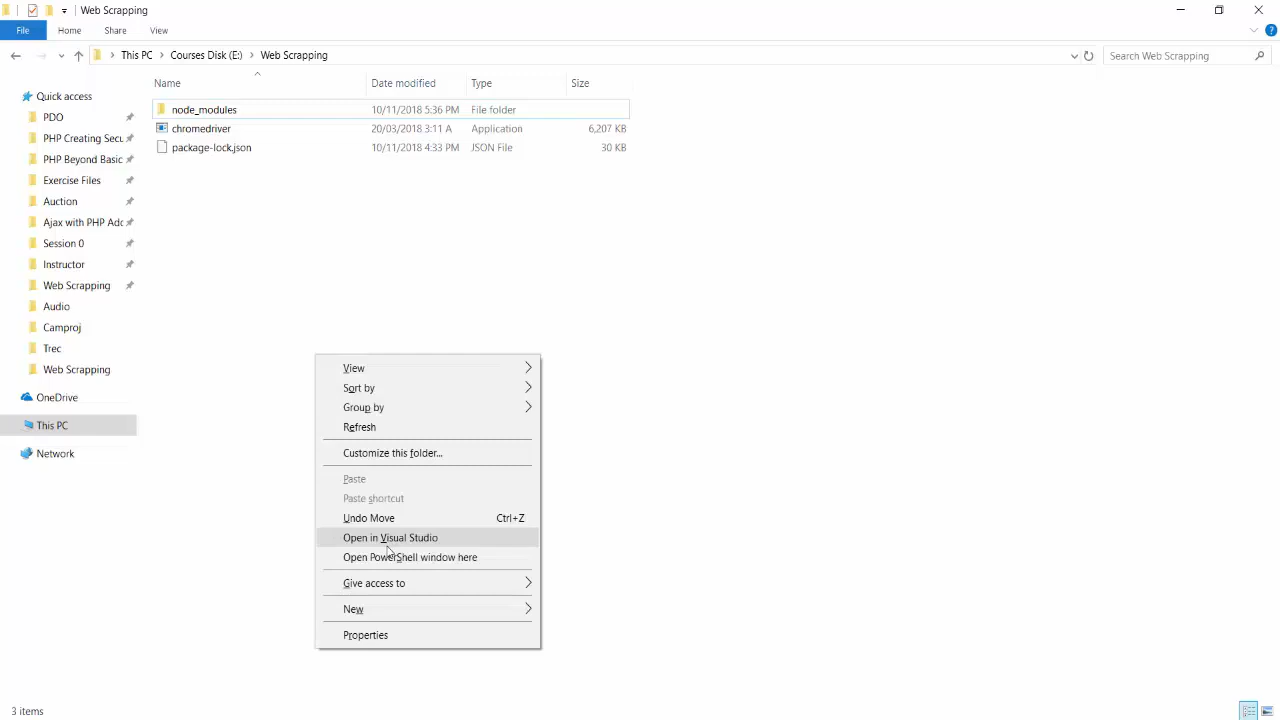 Web Scrapping
File
Home
Share
View
This PC
Courses Disk (E:)
Web Scrapping
Search Web Scrapping
Name
Date modified
Type
Size
node_modules
10/11/2018 5:36 PM
File folder
chromedriver
20/03/2018 3:11 A
Application
6,207 KB
package-lock.json
10/11/2018 4:33 PM
JSON File
30 KB
Quick access
PDO
PHP Creating Secu
PHP Beyond Basic
Exercise Files
Auction
Ajax with PHP Adc
Session 0
Instructor
Web Scrapping
Audio
Camproj
Trec
Web Scrapping
OneDrive
This PC
Network
View
Sort by
Group by
Refresh
Customize this folder...
Paste
Paste shortcut
Undo Move Ctrl+Z
Open in Visual Studio
Open PowerShell window here
Give access to
New
Properties
3 items